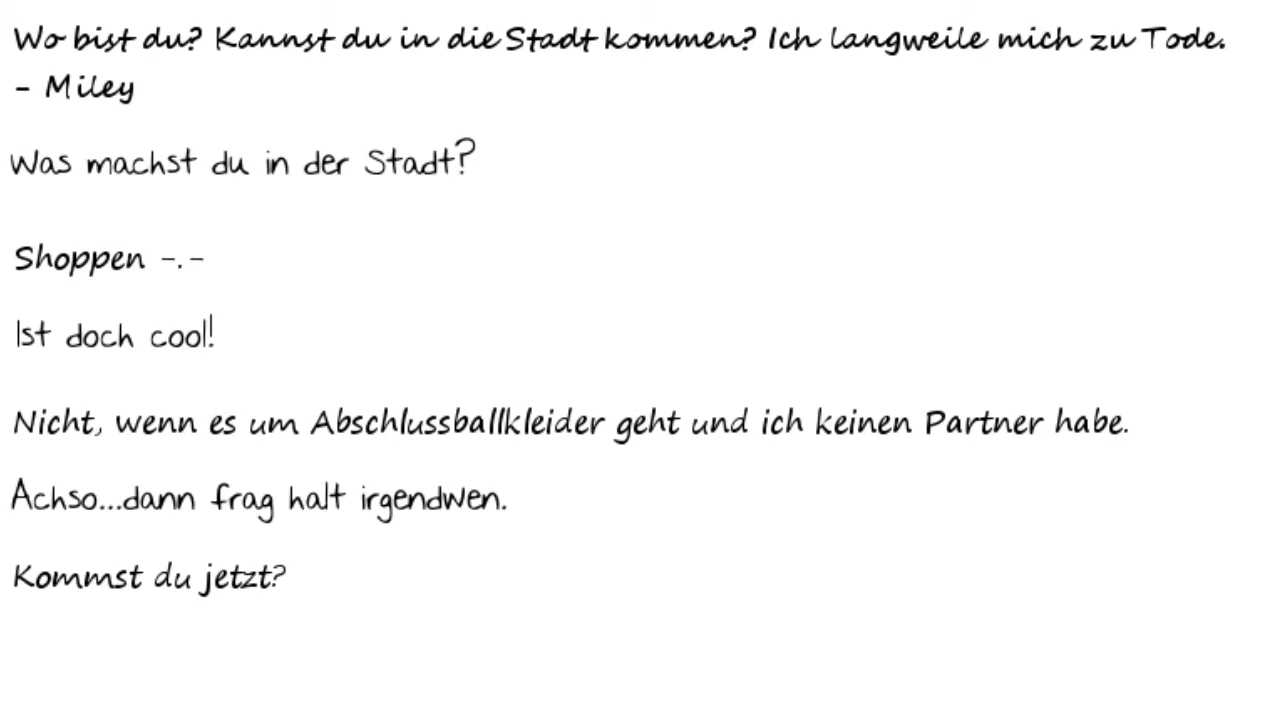 Wo bist du? Kannst du in die Stadt kommen? Ich langweile mich zu Tode.
- Miley
Was machst du in der Stadt?
Shoppen -.-
Ist doch cool!
Nicht, wenn es um Abschlussballkleider geht und ich keinen Partner habe.
Achso...dann frag halt irgendwen.
Kommst du jetzt?